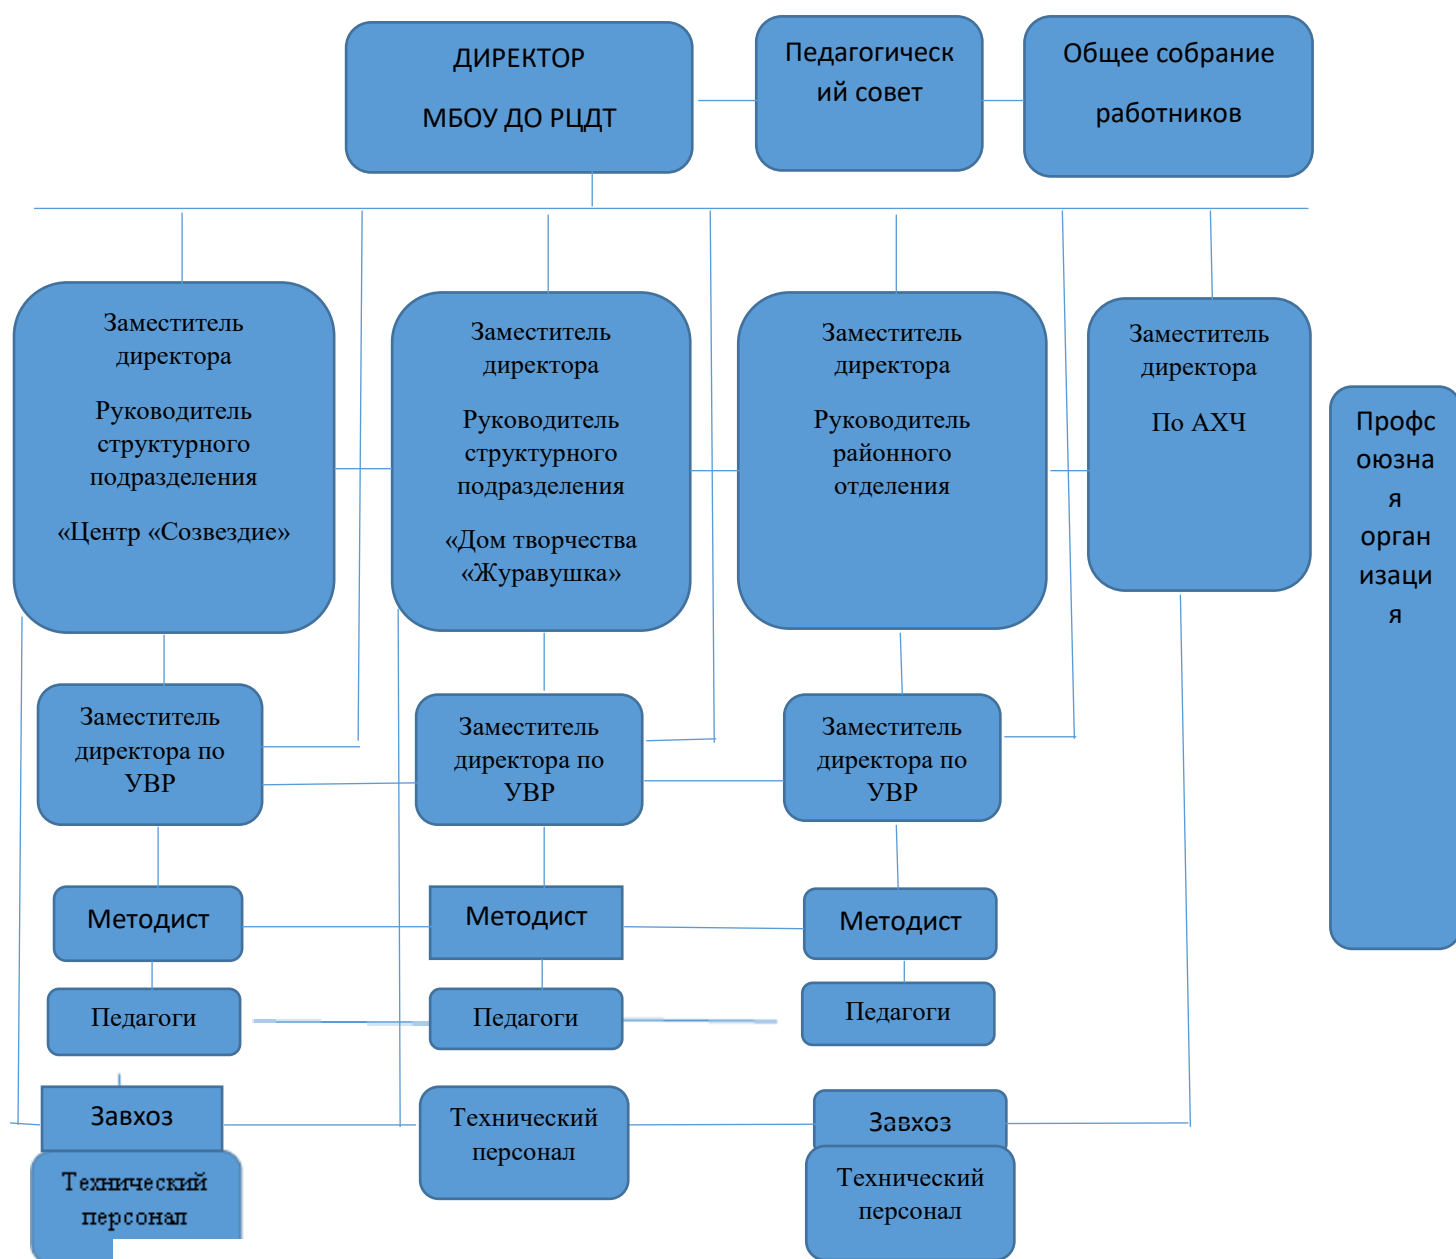 ДИРЕКТОР
МБОУ ДО РЦДТ
Педагогическ
ий совет
Общее собрание
работников
Заместитель
директора
Руководитель
структурного
подразделения
«Центр «Созвездие»
Заместитель
директора
Руководитель
структурного
подразделения
«Дом творчества
«Журавушка»
Заместитель
директора
Руководитель
районного
отделения
Заместитель
директора
По АХЧ
Профс
оюзна
я
орган
изаци
я
Заместитель
директора по
УВР
Заместитель
директора по
УВР
Заместитель
директора по
УВР
Методист
Методист
Методист
Педагоги
Педагоги
Педагоги
Завхоз
Технический
персонал
Технический
персонал
Завхоз
Технический
персонал